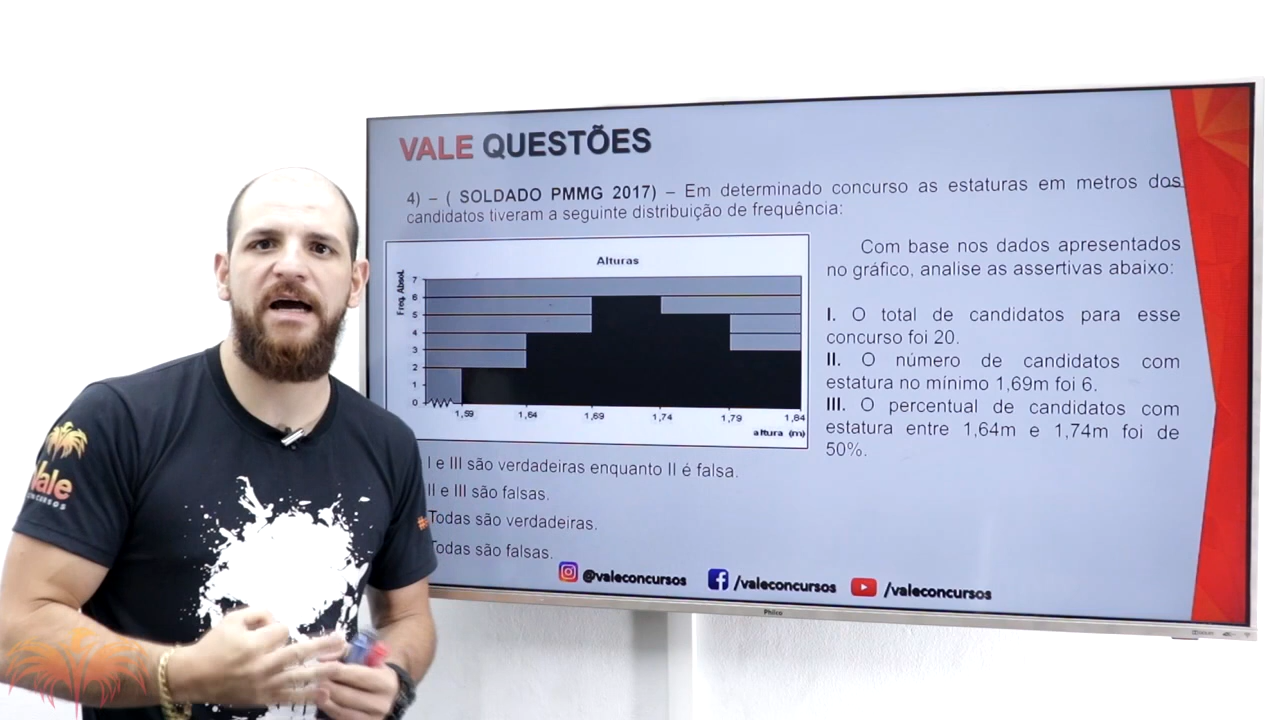 VALE QUESTÕES
4) – ( SOLDADO PMMG 2017) – Em determinado concurso as estaturas em metros dos
candidatos tiveram a seguinte distribuição de frequência:
Alturas
Freq. Absol.
7
6
5
4
3
2
1
0
1,59 1,64 1,69 1,74 1,79 1,84
altura (m)
Com base nos dados apresentados
no gráfico, analise as assertivas abaixo:
I. O total de candidatos para esse
concurso foi 20.
II. O número de candidatos com
estatura no mínimo 1,69m foi 6.
III. O percentual de candidatos com
estatura entre 1,64m e 1,74m foi de
50%.
I e III são verdadeiras enquanto II é falsa.
II e III são falsas.
Todas são verdadeiras.
Todas são falsas.
@valeconcursos /valeconcursos /valeconcursos
Philco
Vale
CONCURSOS